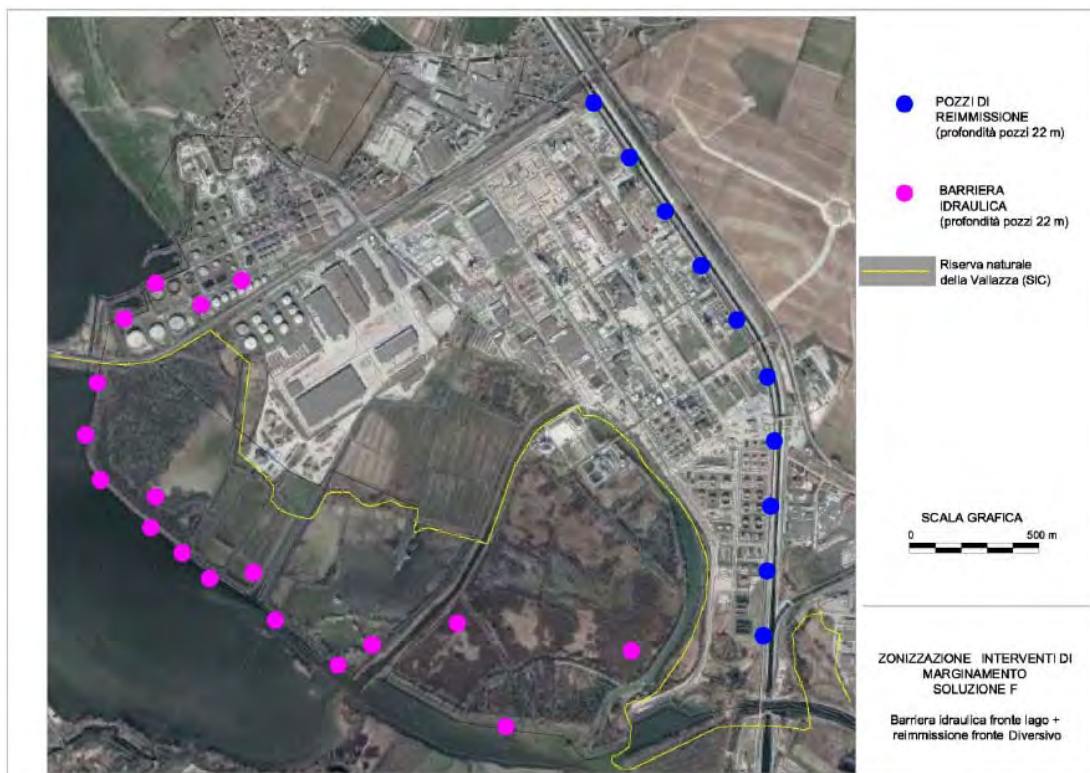 POZZI DI
REIMMISSIONE
(profondità pozzi 22 m)
BARRIERA
IDRAULICA
(profondità pozzi 22 m)
Riserva naturale
della Vallazza (SIC)
SCALA GRAFICA
0 500 m
ZONIZZAZIONE INTERVENTI DI
MARGINAMENTO
SOLUZIONE F
Barriera idraulica fronte lago +
reimmissione fronte Diversivo